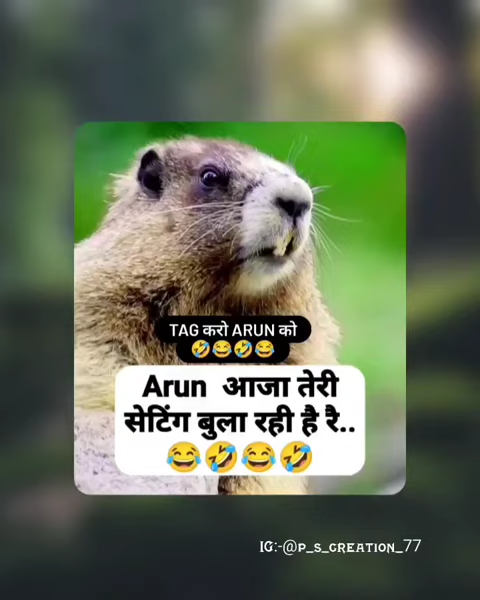 TAG करो ARUN को
🤣😂🤣😂
Arun आजा तेरी
सेटिंग बुला रही है रै..
😂🤣😂🤣
IG:-@P_S_CREATION_77